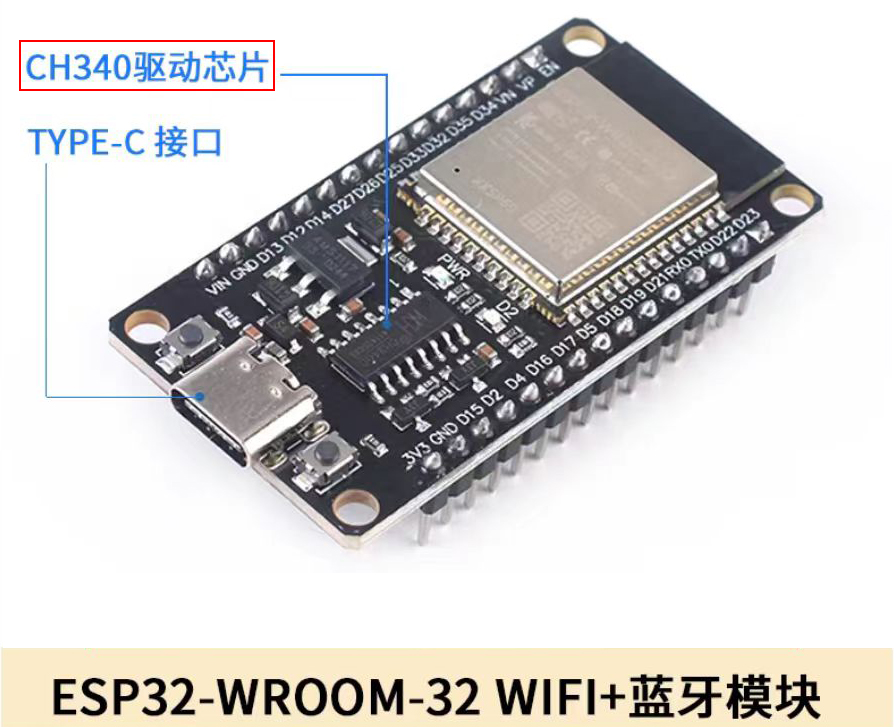 CH340驱动芯片
TYPE-C 接口
EN
VP
VN
D34
D35
D32
D33
D25
D26
D27
D14
D12
D13
GND
VIN
PWR
D2
D23
D22
TX0
RX0
D21
D19
D18
D5
D17
D16
D4
D2
D15
GND
3V3
ESP32-WROOM-32 WIFI+蓝牙模块